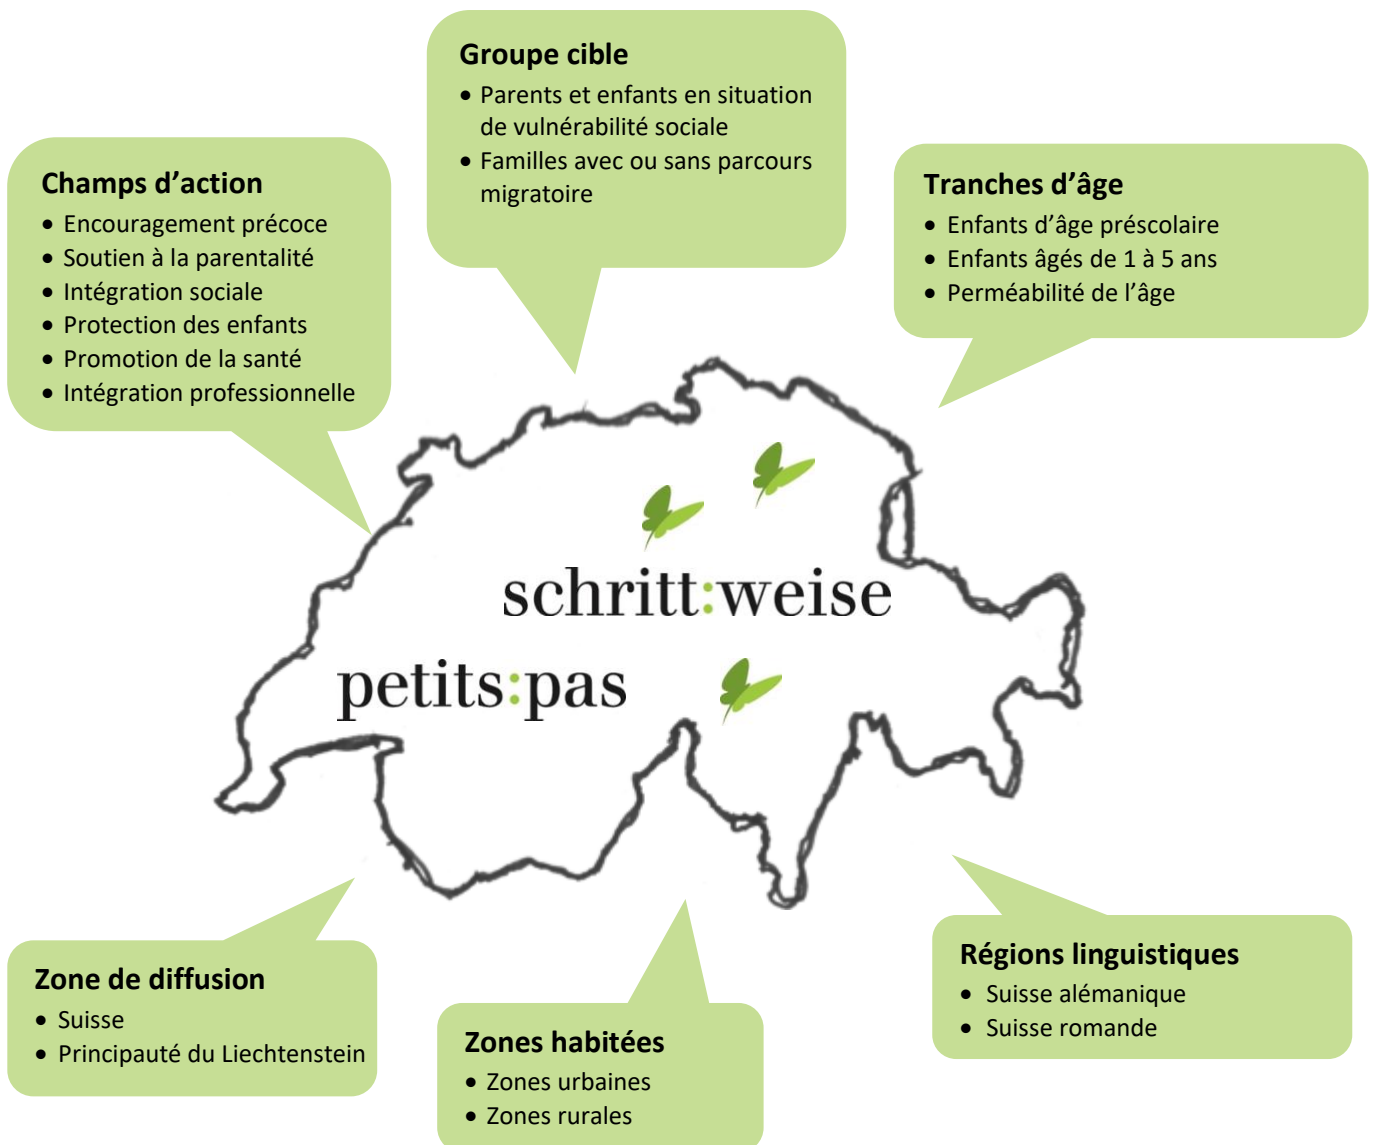 Groupe cible
• Parents et enfants en situation
de vulnérabilité sociale
• Familles avec ou sans parcours
migratoire
Champs d’action
• Encouragement précoce
• Soutien à la parentalité
• Intégration sociale
• Protection des enfants
• Promotion de la santé
• Intégration professionnelle
Tranches d’âge
• Enfants d’âge préscolaire
• Enfants âgés de 1 à 5 ans
• Perméabilité de l’âge
schritt:weise
petits:pas
Zone de diffusion
• Suisse
• Principauté du Liechtenstein
Zones habitées
• Zones urbaines
• Zones rurales
Régions linguistiques
• Suisse alémanique
• Suisse romande